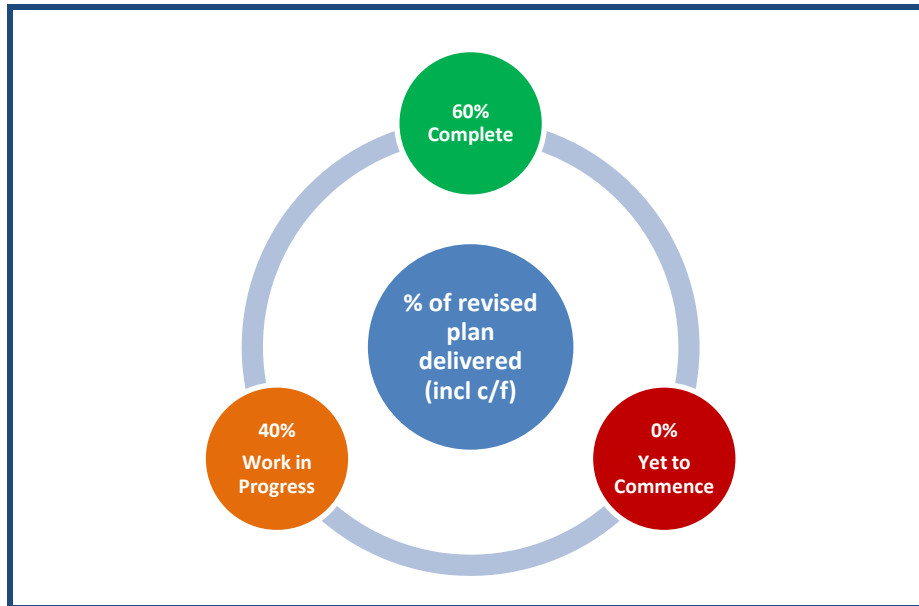 60%
Complete
% of revised
plan
delivered
(incl c/f)
40%
Work in
Progress
0%
Yet to
Commence